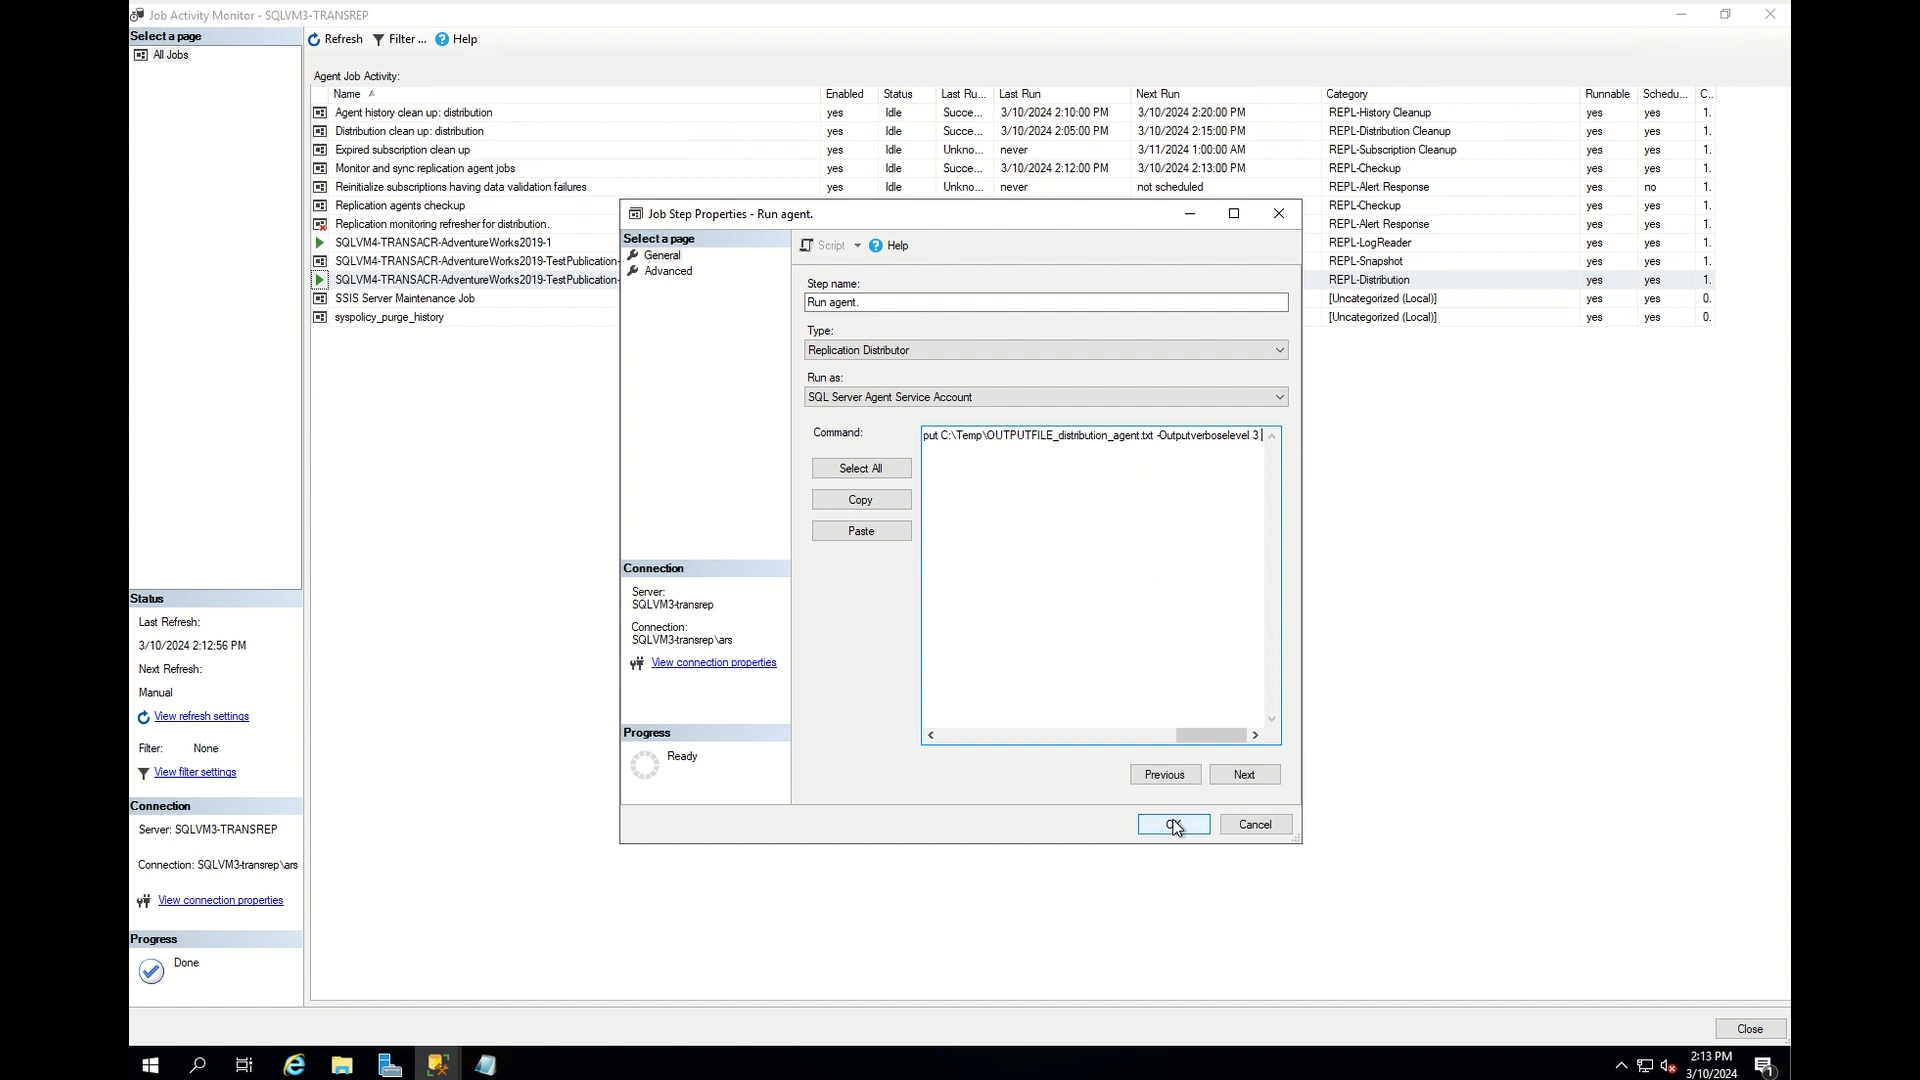 Job Activity Monitor - SQLVM3-TRANSREP
Select a page
All Jobs
Refresh Filter ... Help
Agent Job Activity:
Name Enabled Status Last Ru... Last Run Next Run Category Runnable Schedu... C...
Agent history clean up: distribution yes Idle Succe... 3/10/2024 2:10:00 PM 3/10/2024 2:20:00 PM REPL-History Cleanup yes yes 1.
Distribution clean up: distribution yes Idle Succe... 3/10/2024 2:05:00 PM 3/10/2024 2:15:00 PM REPL-Distribution Cleanup yes yes 1.
Expired subscription clean up yes Idle Unkno... never 3/11/2024 1:00:00 AM REPL-Subscription Cleanup yes yes 1.
Monitor and sync replication agent jobs yes Idle Succe... 3/10/2024 2:12:00 PM 3/10/2024 2:13:00 PM REPL-Checkup yes yes 1.
Reinitialize subscriptions having data validation failures yes Idle Unkno... never not scheduled REPL-Alert Response yes no 1.
Replication agents checkup REPL-Checkup yes yes 1.
Replication monitoring refresher for distribution. REPL-Alert Response yes yes 1.
SQLVM4-TRANSACR-AdventureWorks2019-1 REPL-LogReader yes yes 1.
SQLVM4-TRANSACR-AdventureWorks2019-TestPublication- REPL-Snapshot yes yes 1.
SQLVM4-TRANSACR-AdventureWorks2019-TestPublication- REPL-Distribution yes yes 1.
SSIS Server Maintenance Job [Uncategorized (Local)] yes yes 0.
syspolicy_purge_history [Uncategorized (Local)] yes yes 0.
Job Step Properties - Run agent.
Select a page
General
Advanced
Script Help
Step name:
Run agent.
Type:
Replication Distributor
Run as:
SQL Server Agent Service Account
Command:
put C:\Temp\OUTPUTFILE_distribution_agent.txt -Outputverboselevel 3
Select All
Copy
Paste
Connection
Server:
SQLVM3-transrep
Connection:
SQLVM3-transrep\ars
View connection properties
Progress
Ready
Previous Next
OK Cancel
Status
Last Refresh:
3/10/2024 2:12:56 PM
Next Refresh:
Manual
View refresh settings
Filter: None
View filter settings
Connection
Server: SQLVM3-TRANSREP
Connection: SQLVM3-transrep\ars
View connection properties
Progress
Done
Close
2:13 PM
3/10/2024
1